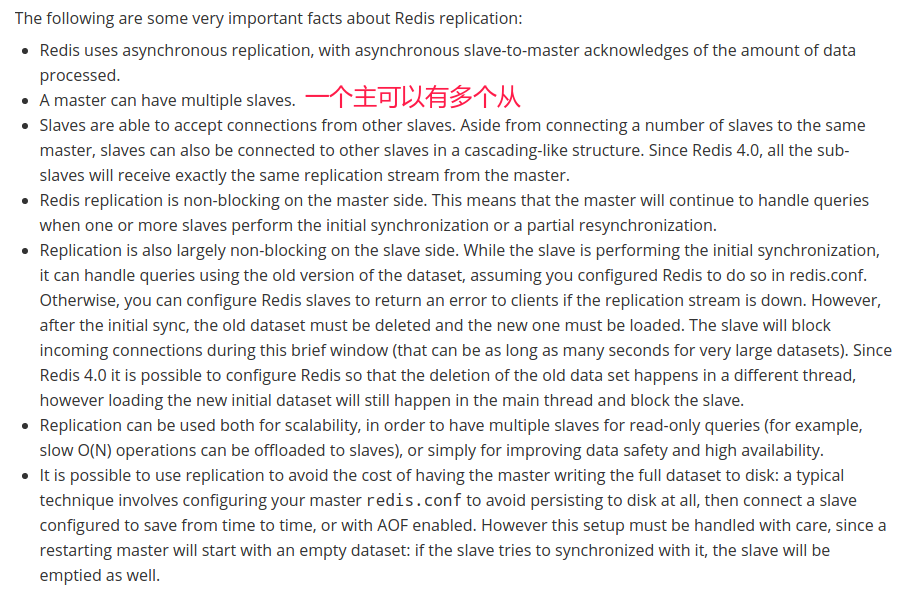 The following are some very important facts about Redis replication:
• Redis uses asynchronous replication, with asynchronous slave-to-master acknowledges of the amount of data
processed.
• A master can have multiple slaves. 一个主可以有多个从
• Slaves are able to accept connections from other slaves. Aside from connecting a number of slaves to the same
master, slaves can also be connected to other slaves in a cascading-like structure. Since Redis 4.0, all the sub-
slaves will receive exactly the same replication stream from the master.
• Redis replication is non-blocking on the master side. This means that the master will continue to handle queries
when one or more slaves perform the initial synchronization or a partial resynchronization.
• Replication is also largely non-blocking on the slave side. While the slave is performing the initial synchronization,
it can handle queries using the old version of the dataset, assuming you configured Redis to do so in redis.conf.
Otherwise, you can configure Redis slaves to return an error to clients if the replication stream is down. However,
after the initial sync, the old dataset must be deleted and the new one must be loaded. The slave will block
incoming connections during this brief window (that can be as long as many seconds for very large datasets). Since
Redis 4.0 it is possible to configure Redis so that the deletion of the old data set happens in a different thread,
however loading the new initial dataset will still happen in the main thread and block the slave.
• Replication can be used both for scalability, in order to have multiple slaves for read-only queries (for example,
slow O(N) operations can be offloaded to slaves), or simply for improving data safety and high availability.
• It is possible to use replication to avoid the cost of having the master writing the full dataset to disk: a typical
technique involves configuring your master redis.conf to avoid persisting to disk at all, then connect a slave
configured to save from time to time, or with AOF enabled. However this setup must be handled with care, since a
restarting master will start with an empty dataset: if the slave tries to synchronized with it, the slave will be
emptied as well.